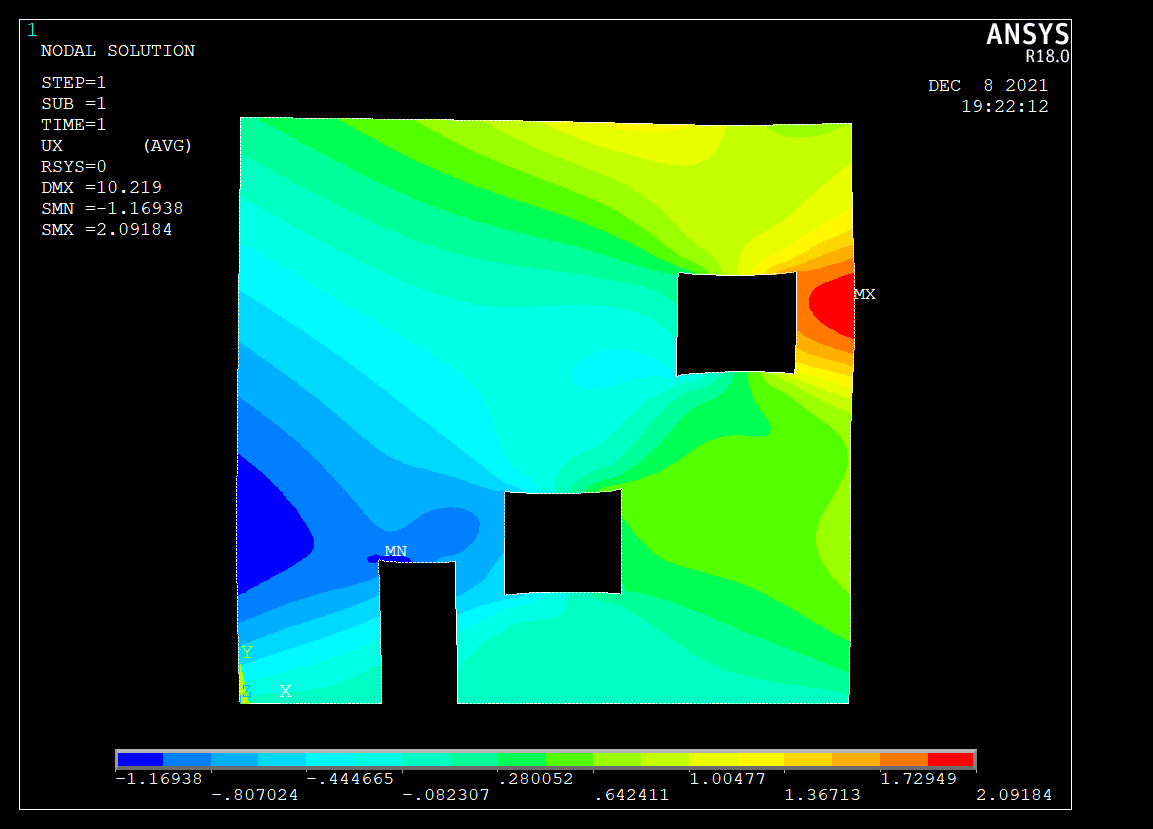 1
ANSYS
R18.0
NODAL SOLUTION
STEP=1
SUB =1
TIME=1
UX (AVG)
RSYS=0
DMX =10.219
SMN =-1.16938
SMX =2.09184
DEC 8 2021
19:22:12
MX
MN
Y
Z X
-1.16938 -.444665 .280052 1.00477 1.72949
-.807024 -.082307 .642411 1.36713 2.09184